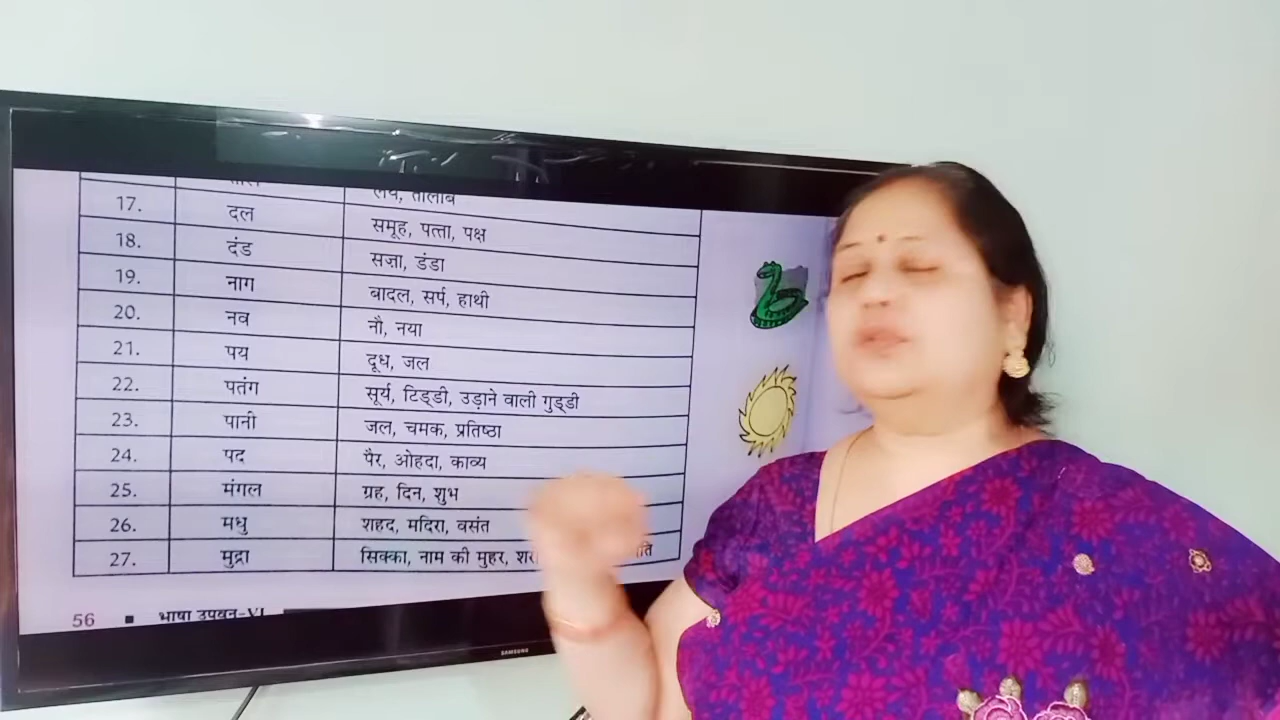 लय, तालाब
17. दल समूह, पत्ता, पक्ष
18. दंड सज़ा, डंडा
19. नाग बादल, सर्प, हाथी
20. नव नौ, नया
21. पय दूध, जल
22. पतंग सूर्य, टिड्डी, उड़ाने वाली गुड्डी
23. पानी जल, चमक, प्रतिष्ठा
24. पद पैर, ओहदा, काव्य
25. मंगल ग्रह, दिन, शुभ
26. मधु शहद, मदिरा, वसंत
27. मुद्रा सिक्का, नाम की मुहर,
56 ■ भाषा उपवन-VI
SAMSUNG